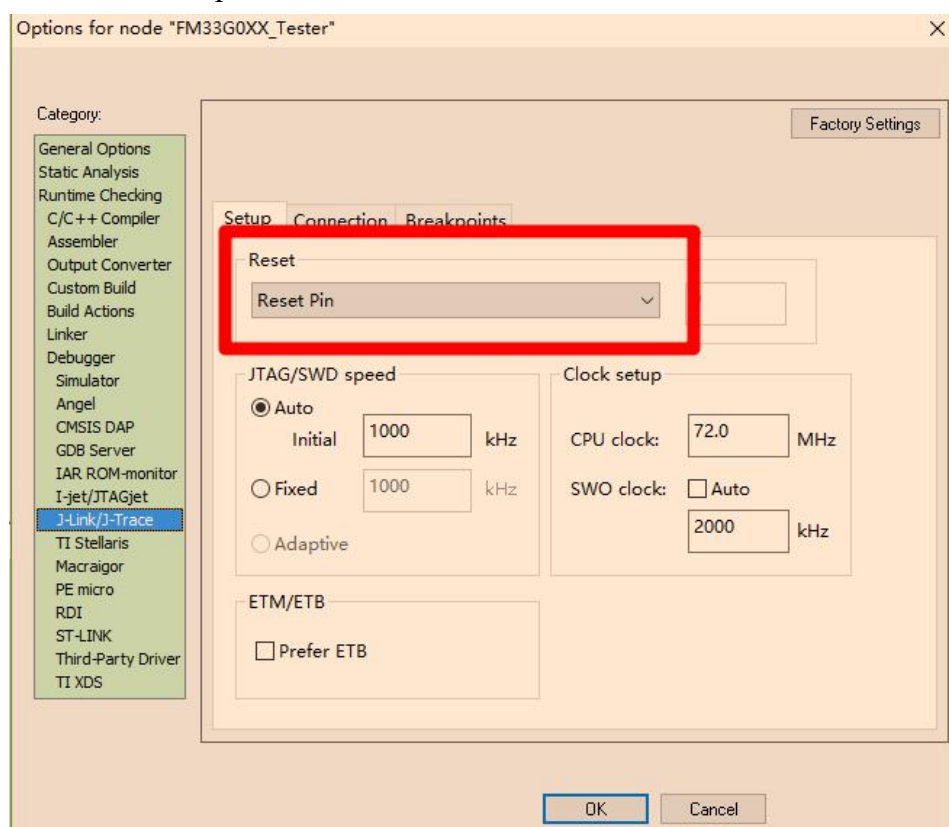 Options for node "FM33G0XX_Tester"
Category:
Factory Settings
General Options
Static Analysis
Runtime Checking
C/C++ Compiler
Assembler
Output Converter
Custom Build
Build Actions
Linker
Debugger
Simulator
Angel
CMSIS DAP
GDB Server
IAR ROM-monitor
I-jet/JTAGjet
J-Link/J-Trace
TI Stellaris
Macraigor
PE micro
RDI
ST-LINK
Third-Party Driver
TI XDS
Setup Connection Breakpoints
Reset
Reset Pin
JTAG/SWD speed
Auto
Initial 1000 kHz
Fixed 1000 kHz
Adaptive
Clock setup
CPU clock: 72.0 MHz
SWO clock: Auto
2000 kHz
ETM/ETB
Prefer ETB
OK Cancel